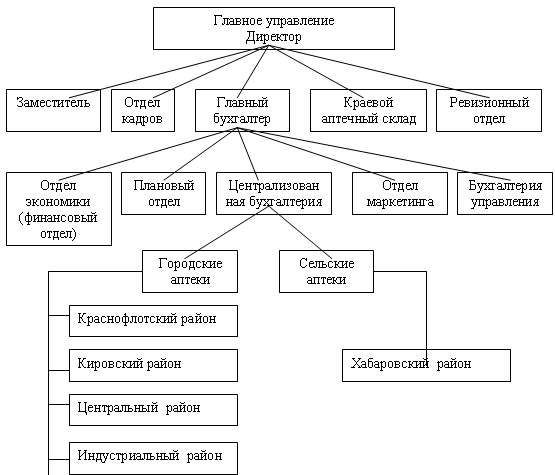 Главное управление
Директор
Заместитель
Отдел
кадров
Главный
бухгалтер
Краевой
аптечный склад
Ревизионный
отдел
Отдел
экономики
(финансовый
отдел)
Плановый
отдел
Централизован
ная бухгалтерия
Отдел
маркетинга
Бухгалтерия
управления
Городские
аптеки
Сельские
аптеки
Краснофлотский район
Кировский район
Хабаровский район
Центральный район
Индустриальный район